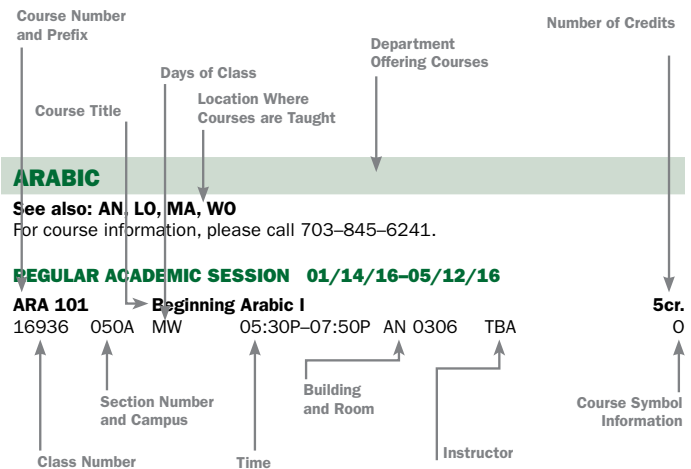 Course Number
and Prefix
Number of Credits
Department
Offering Courses
Days of Class
Location Where
Courses are Taught
Course Title
ARABIC
See also: AN, LO, MA, WO
For course information, please call 703–845–6241.
REGULAR ACADEMIC SESSION 01/14/16–05/12/16
ARA 101 Beginning Arabic I 5cr.
16936 050A MW 05:30P–07:50P AN 0306 TBA O
Building
and Room
Section Number
and Campus
Course Symbol
Information
Instructor
Class Number
Time